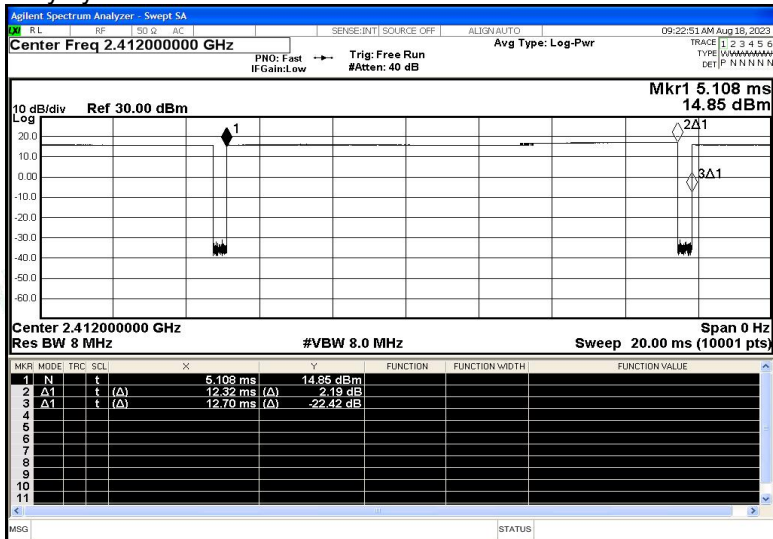 Agilent Spectrum Analyzer - Swept SA
LXI RL RF 50 Ω AC SENSE:INT SOURCE OFF ALIGNAUTO 09:22:51 AM Aug 18, 2023
Center Freq 2.412000000 GHz
PNO: Fast
IFGain:Low
Trig: Free Run
#Atten: 40 dB
Avg Type: Log-Pwr
TRACE 1 2 3 4 5 6
TYPE
DET P N N N N N
Mkr1 5.108 ms
14.85 dBm
10 dB/div Ref 30.00 dBm
Log
20.0
10.0
0.00
-10.0
-20.0
-30.0
-40.0
-50.0
-60.0
1
2Δ1
3Δ1
Center 2.412000000 GHz Span 0 Hz
Res BW 8 MHz #VBW 8.0 MHz Sweep 20.00 ms (10001 pts)
MKR MODE TRC SCL X Y FUNCTION FUNCTION WIDTH FUNCTION VALUE
1 N t 5.108 ms 14.85 dBm
2 Δ1 t (Δ) 12.32 ms (Δ) 2.19 dB
3 Δ1 t (Δ) 12.70 ms (Δ) -22.42 dB
4
5
6
7
8
9
10
11
MSG STATUS